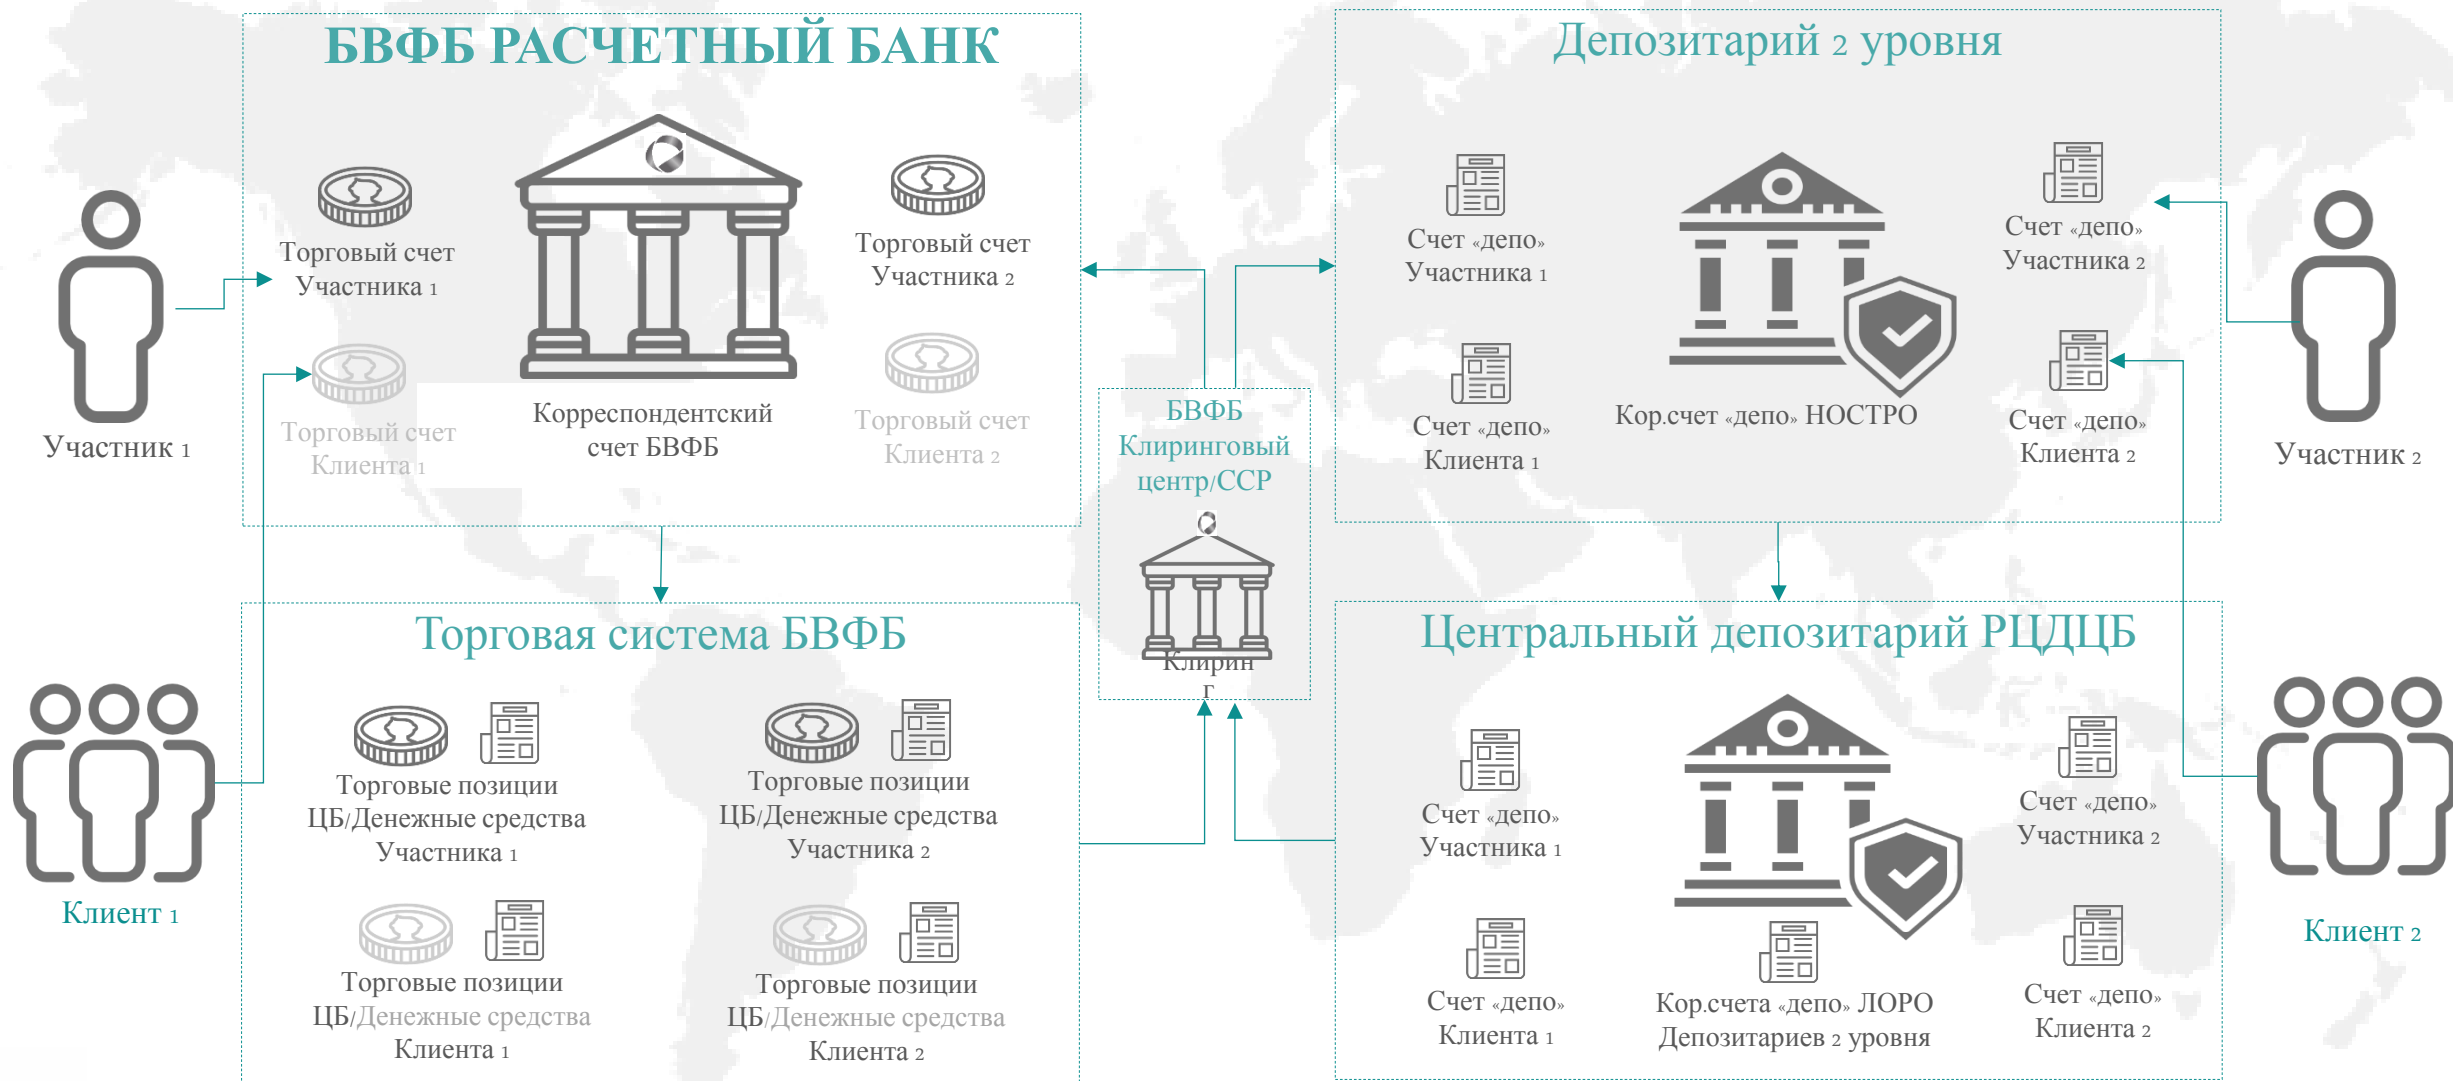 БВФБ РАСЧЕТНЫЙ БАНК
Торговый счет
Участника 1
Торговый счет
Участника 2
Торговый счет
Клиента 1
Корреспондентский
счет БВФБ
Торговый счет
Клиента 2
Участник 1
БВФБ
Клиринговый
центр/ССР
Клирин
г
Депозитарий 2 уровня
Счет «депо»
Участника 1
Счет «депо»
Участника 2
Счет «депо»
Клиента 1
Кор.счет «депо» НОСТРО
Счет «депо»
Клиента 2
Участник 2
Торговая система БВФБ
Торговые позиции
ЦБ/Денежные средства
Участника 1
Торговые позиции
ЦБ/Денежные средства
Участника 2
Торговые позиции
ЦБ/Денежные средства
Клиента 1
Торговые позиции
ЦБ/Денежные средства
Клиента 2
Клиент 1
Центральный депозитарий РЦДЦБ
Счет «депо»
Участника 1
Счет «депо»
Участника 2
Счет «депо»
Клиента 1
Кор.счета «депо» ЛОРО
Депозитариев 2 уровня
Счет «депо»
Клиента 2
Клиент 2